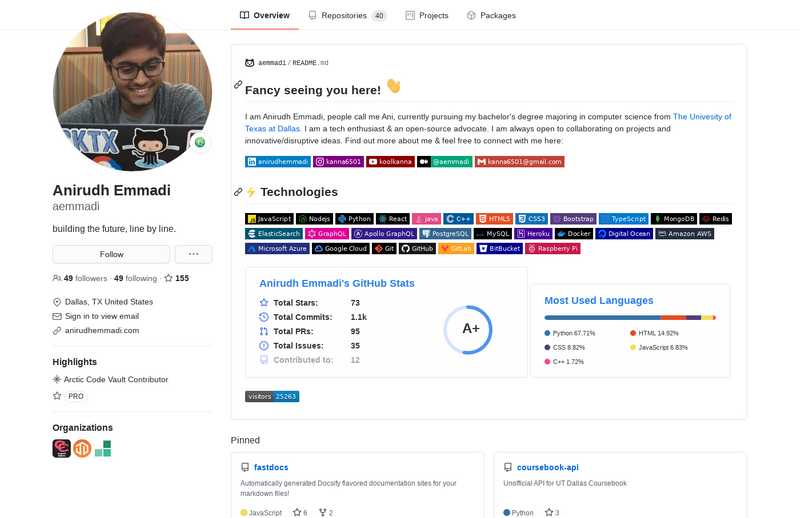 Overview Repositories 40 Projects Packages
aemmadi / README.md
Fancy seeing you here!
I am Anirudh Emmadi, people call me Ani, currently pursuing my bachelor's degree majoring in computer science from The Univesity of
Texas at Dallas. I am a tech enthusiast & an open-source advocate. I am always open to collaborating on projects and
innovative/disruptive ideas. Find out more about me & feel free to connect with me here:
anirudhemmadi kanna6501 koolkanna @aemmadi kanna6501@gmail.com
Technologies
JavaScript Nodejs Python React java C++ HTML5 CSS3 Bootstrap TypeScript MongoDB Redis
ElasticSearch GraphQL Apollo GraphQL PostgreSQL MySQL Heroku Docker Digital Ocean Amazon AWS
Microsoft Azure Google Cloud Git GitHub GitLab BitBucket Raspberry Pi
Anirudh Emmadi's GitHub Stats
Total Stars: 73
Total Commits: 1.1k
Total PRs: 95
Total Issues: 35
Contributed to: 12
A+
Most Used Languages
Python 67.71% HTML 14.92%
CSS 8.82% JavaScript 6.83%
C++ 1.72%
visitors 25263
PKTX
Anirudh Emmadi
aemmadi
building the future, line by line.
Follow
49 followers · 49 following · 155
Dallas, TX United States
Sign in to view email
anirudhemmadi.com
Highlights
Arctic Code Vault Contributor
PRO
Organizations
Pinned
fastdocs
Automatically generated Docsify flavored documentation sites for your
markdown files!
JavaScript 6 2
coursebook-api
Unofficial API for UT Dallas Coursebook
Python 3